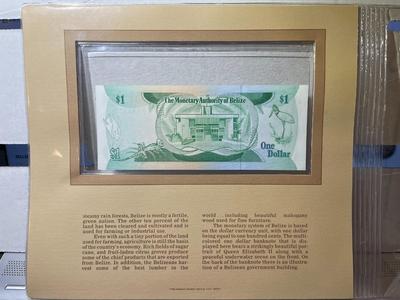 $1
The Monetary Authority of Belize
$1
One
Dollar
steamy rain forests, Belize is mostly a fertile,
green nation. The other ten percent of the
land has been cleared and cultivated and is
used for farming or industrial use.
Even with such a tiny portion of the land
used for farming, agriculture is still the basis
of the country's economy. Rich fields of sugar
cane, and fruit-laden citrus groves produce
some of the chief products that are exported
from Belize. In addition, the Belizeans har-
vest some of the best lumber in the
world . . . including beautiful mahogany
wood used for fine furniture.
The monetary system of Belize is based
on the dollar currency unit, with one dollar
being equal to one hundred cents. The multi-
colored one dollar banknote that is dis-
played here bears a strikingly beautiful por-
trait of Queen Elizabeth II along with a
peaceful underwater scene on the front. On
the back of the banknote there is an illustra-
tion of a Belizean government building.